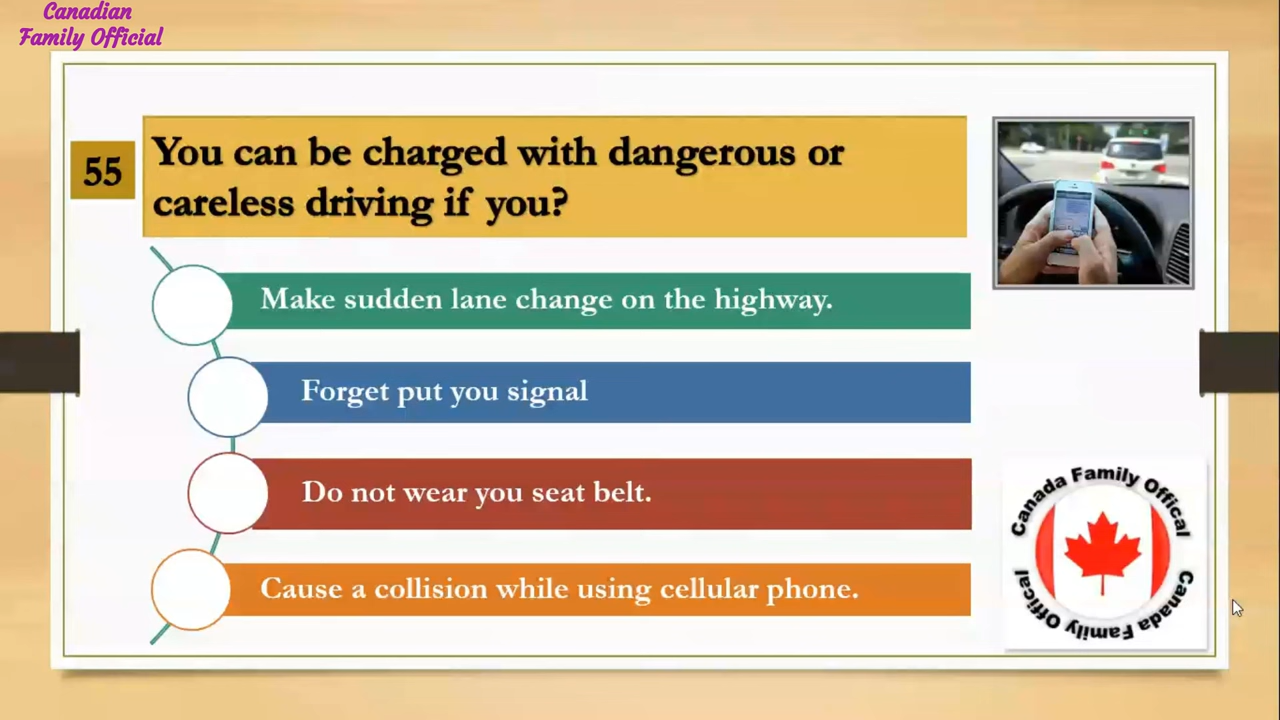 Canadian
Family Official
55
You can be charged with dangerous or
careless driving if you?
Make sudden lane change on the highway.
Forget put you signal
Do not wear you seat belt.
Cause a collision while using cellular phone.
Canada Family Offical
Canada Family Offical